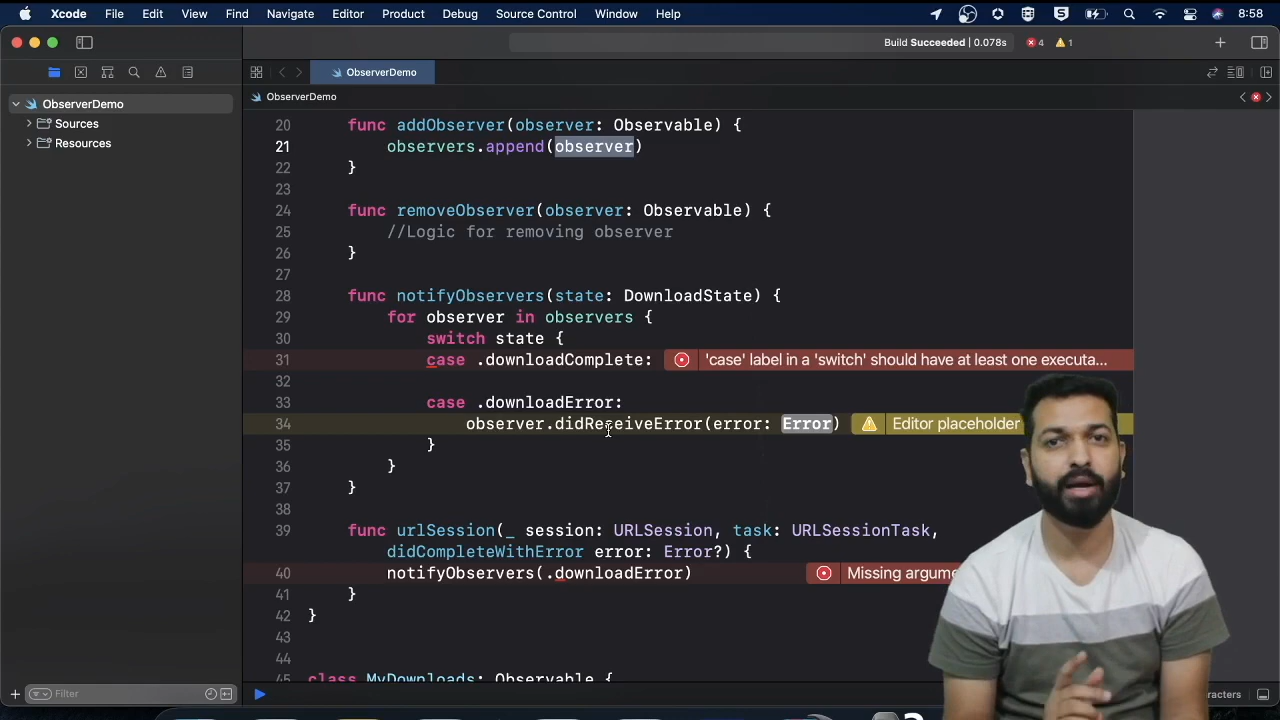 Xcode File Edit View Find Navigate Editor Product Debug Source Control Window Help 8:58
Build Succeeded | 0.078s 4 1
ObserverDemo
ObserverDemo
ObserverDemo
Sources
Resources
20 func addObserver(observer: Observable) {
21 observers.append(observer)
22 }
23
24 func removeObserver(observer: Observable) {
25 //Logic for removing observer
26 }
27
28 func notifyObservers(state: DownloadState) {
29 for observer in observers {
30 switch state {
31 case .downloadComplete: 'case' label in a 'switch' should have at least one executa...
32
33 case .downloadError:
34 observer.didReceiveError(error: Error) Editor placeholder
35 }
36 }
37 }
38
39 func urlSession(_ session: URLSession, task: URLSessionTask,
didCompleteWithError error: Error?) {
40 notifyObservers(.downloadError) Missing argume
41 }
42 }
43
44
45 class MyDownloads: Observable {
Filter